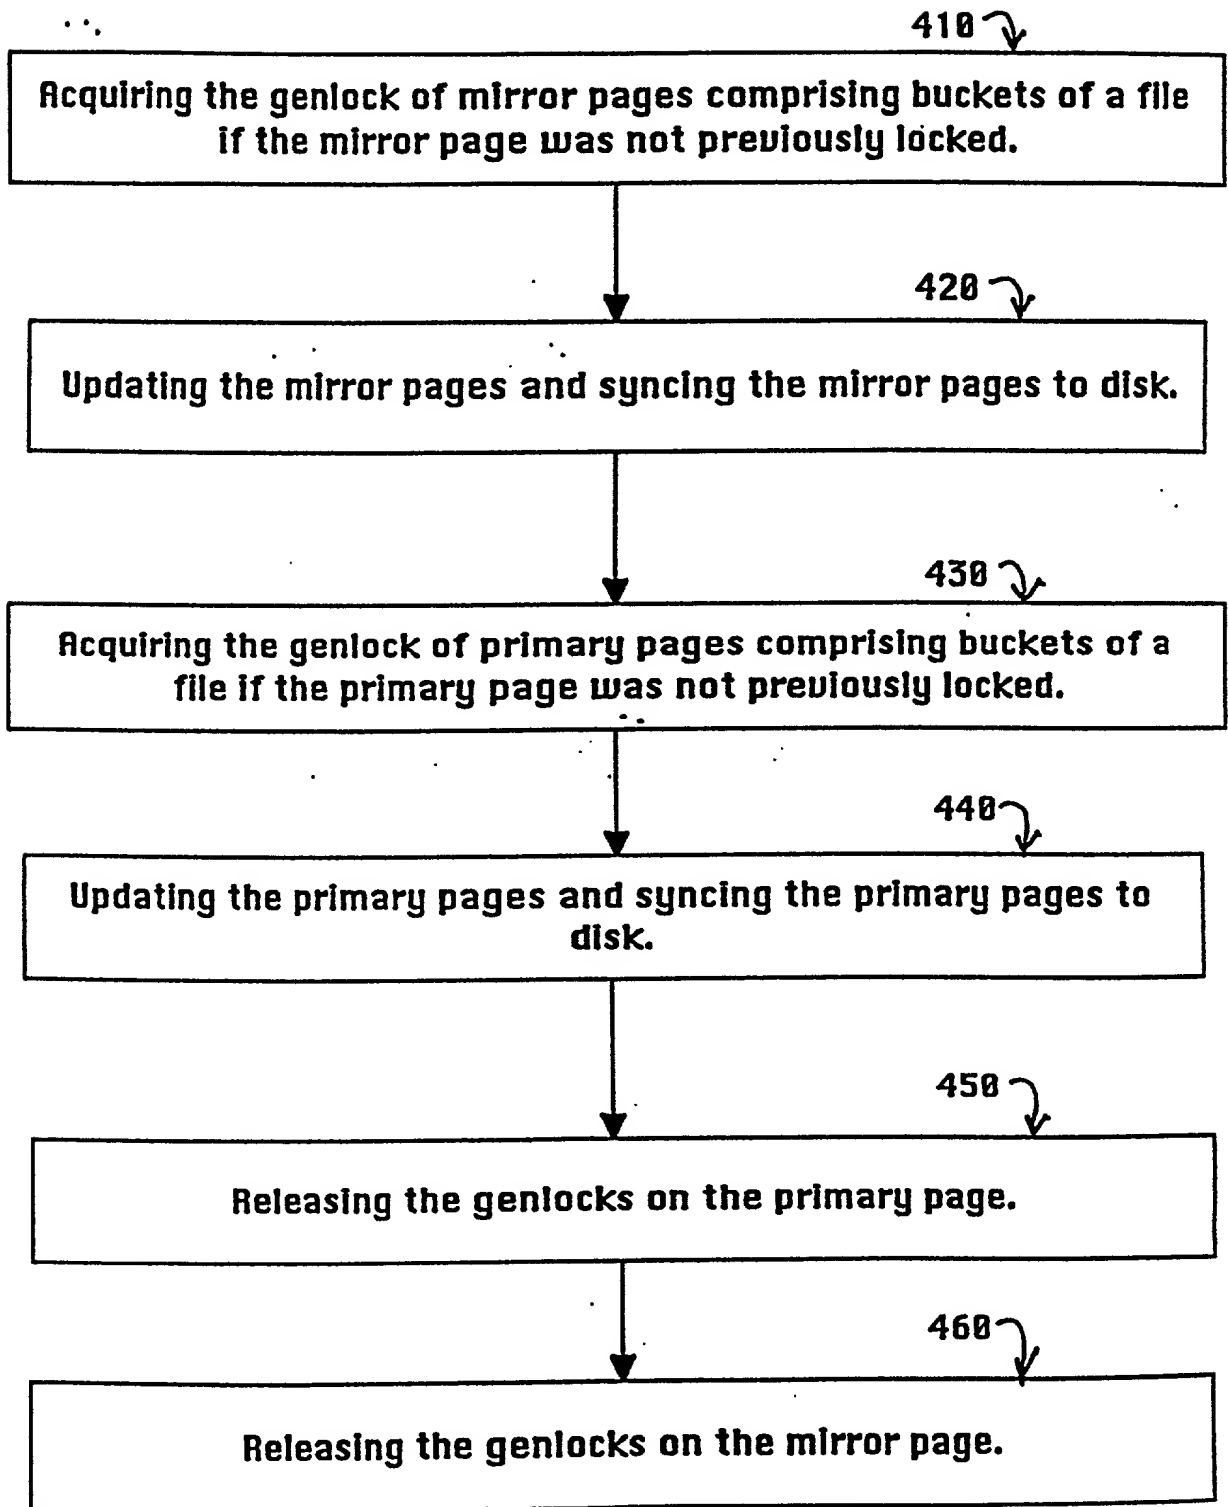 410
Acquiring the genlock of mirror pages comprising buckets of a file
if the mirror page was not previously locked.
420
Updating the mirror pages and syncing the mirror pages to disk.
430
Acquiring the genlock of primary pages comprising buckets of a
file if the primary page was not previously locked.
440
Updating the primary pages and syncing the primary pages to
disk.
450
Releasing the genlocks on the primary page.
460
Releasing the genlocks on the mirror page.